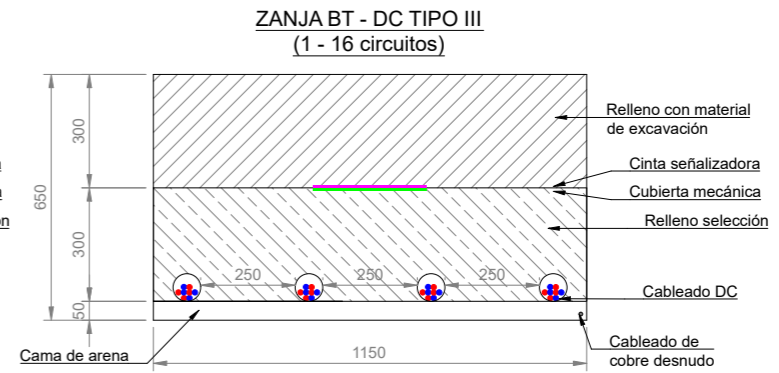 ZANJA BT - DC TIPO III
(1 - 16 circuitos)
Relleno con material
de excavación
Cinta señalizadora
Cubierta mecánica
Relleno selección
Cableado DC
Cableado de
cobre desnudo
Cama de arena
650
300
300
50
250
250
250
1150